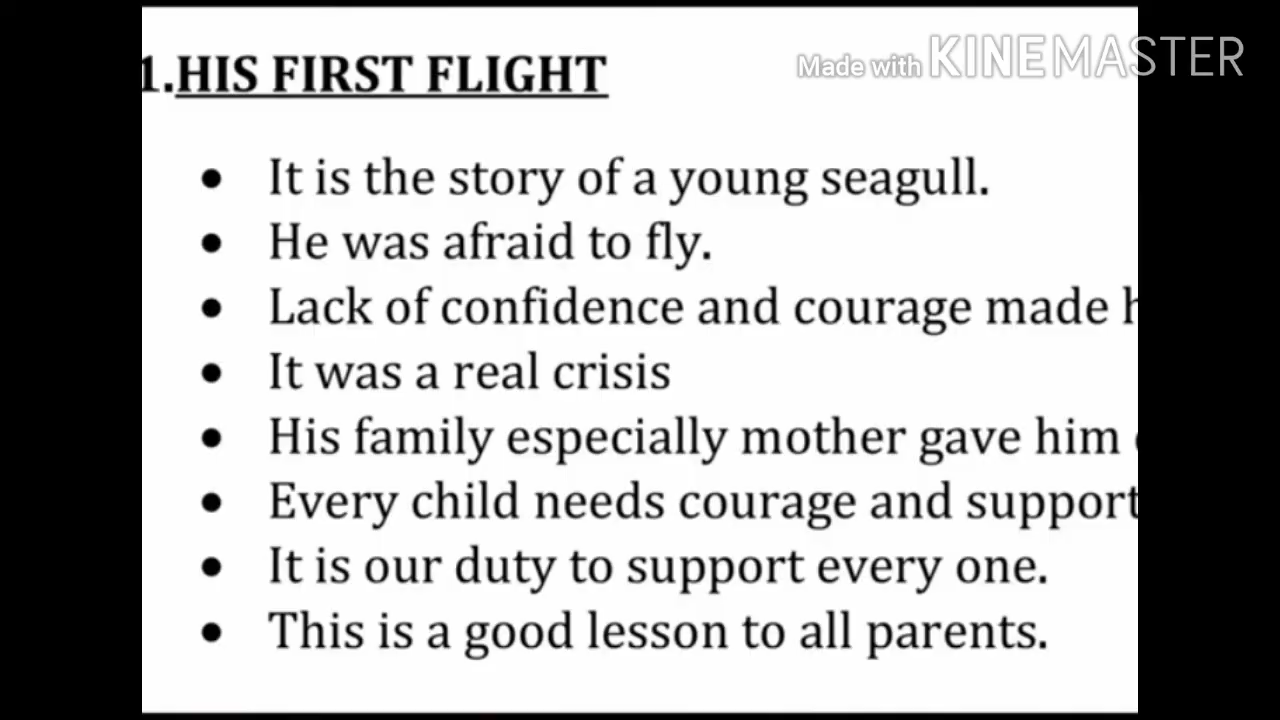 1.HIS FIRST FLIGHT
Made with KINEMASTER
• It is the story of a young seagull.
• He was afraid to fly.
• Lack of confidence and courage made
• It was a real crisis
• His family especially mother gave him
• Every child needs courage and support
• It is our duty to support every one.
• This is a good lesson to all parents.